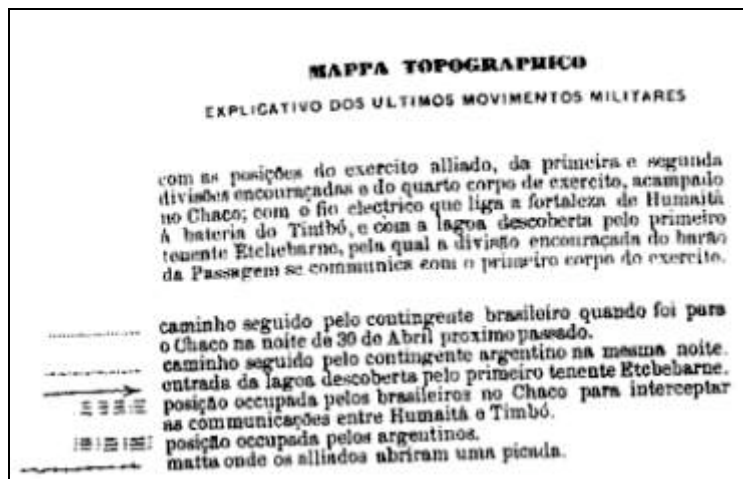 MAPPA TOPOGRAPHICO
EXPLICATIVO DOS ULTIMOS MOVIMENTOS MILITARES
com as posições do exercito alliado, da primeira e segunda
divisões encouraçadas e do quarto corpo de exercito, acampado
no Chaco; com o fio electrico que liga a fortaleza de Humaitá
á bateria do Timbó, e com a lagoa descoberta pelo primeiro
tenente Etchebarne, pela qual a divisão encouraçada do barão
da Passagem se communica com o primeiro corpo do exercito.
caminho seguido pelo contingente brasileiro quando foi para
o Chaco na noite de 30 de Abril proximo passado.
caminho seguido pelo contingente argentino na mesma noite.
entrada da lagoa descoberta pelo primeiro tenente Etchebarne.
posição occupada pelos brasileiros no Chaco para interceptar
as communicações entre Humaitá e Timbó.
posição occupada pelos argentinos.
matta onde os alliados abriram uma picada.